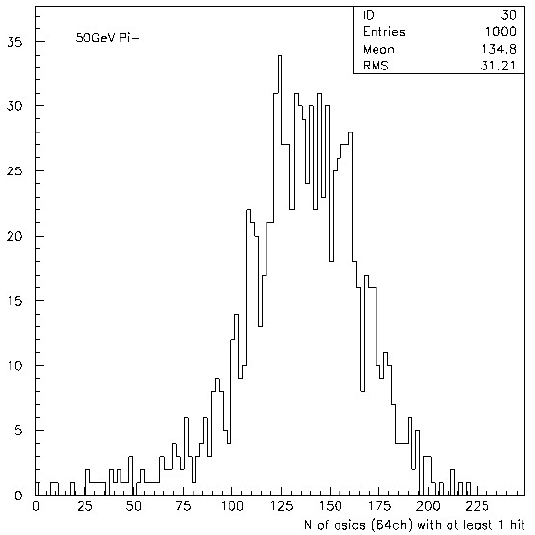 ID 30
Entries 1000
Mean 134.8
RMS 31.21
50GeV Pi-
35
30
25
20
15
10
5
0
0 25 50 75 100 125 150 175 200 225
N of asics (64ch) with at least 1 hit